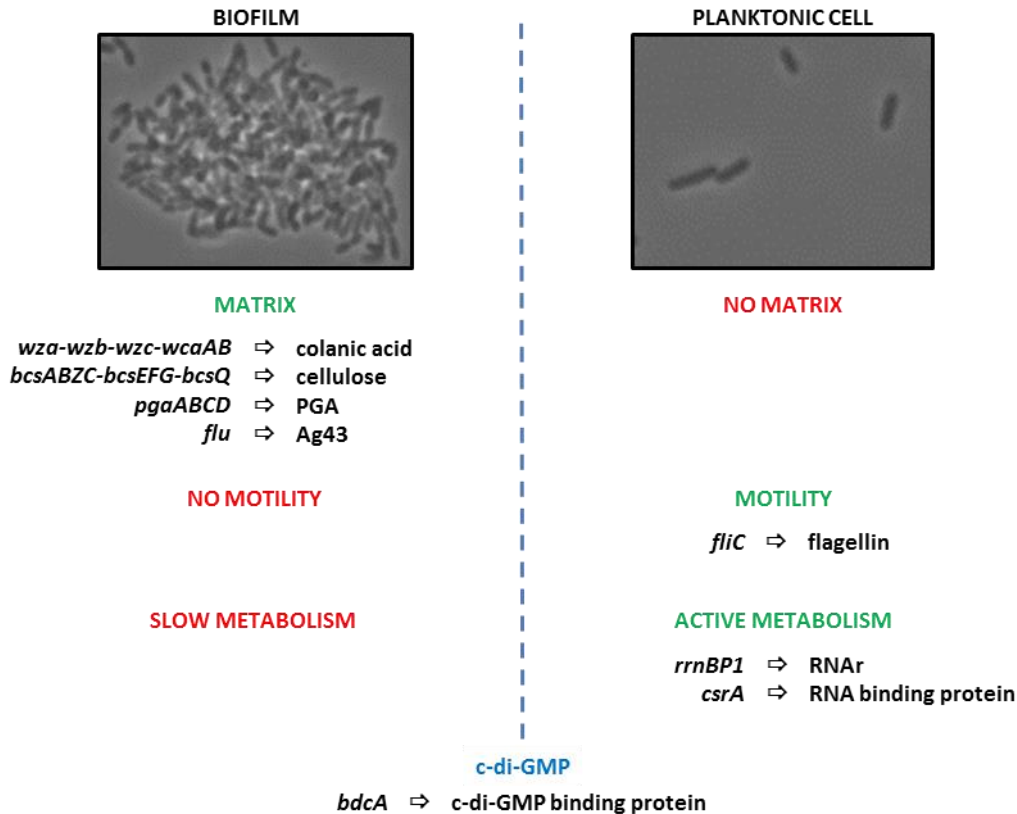 BIOFILM
PLANKTONIC CELL
MATRIX
NO MATRIX
wza-wzb-wzc-wcaAB ⇨ colanic acid
bcsABZC-bcsEFG-bcsQ ⇨ cellulose
pgaABCD ⇨ PGA
flu ⇨ Ag43
NO MOTILITY
MOTILITY
fliC ⇨ flagellin
SLOW METABOLISM
ACTIVE METABOLISM
rrnBP1 ⇨ RNAr
csrA ⇨ RNA binding protein
c-di-GMP
bdcA ⇨ c-di-GMP binding protein